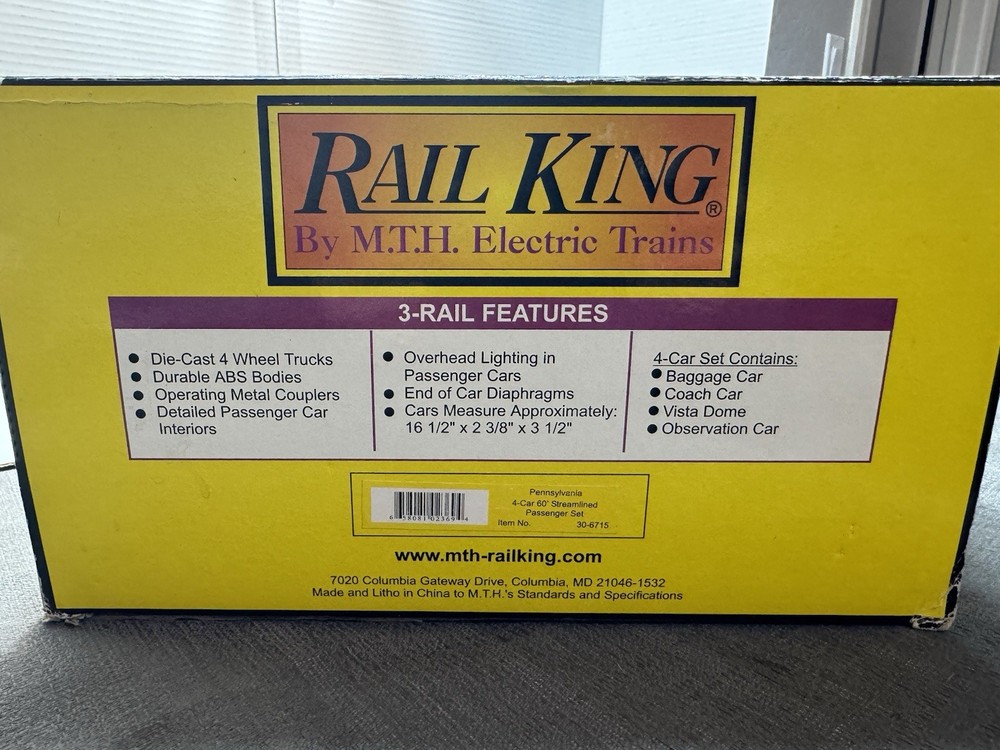 RAIL KING®
By M.T.H. Electric Trains
3-RAIL FEATURES
● Die-Cast 4 Wheel Trucks
● Durable ABS Bodies
● Operating Metal Couplers
● Detailed Passenger Car
Interiors
● Overhead Lighting in
Passenger Cars
● End of Car Diaphragms
● Cars Measure Approximately:
16 1/2" x 2 3/8" x 3 1/2"
4-Car Set Contains:
● Baggage Car
● Coach Car
● Vista Dome
● Observation Car
Pennsylvania
4-Car 60' Streamlined
Passenger Set
Item No. 30-6715
www.mth-railking.com
7020 Columbia Gateway Drive, Columbia, MD 21046-1532
Made and Litho in China to M.T.H.'s Standards and Specifications